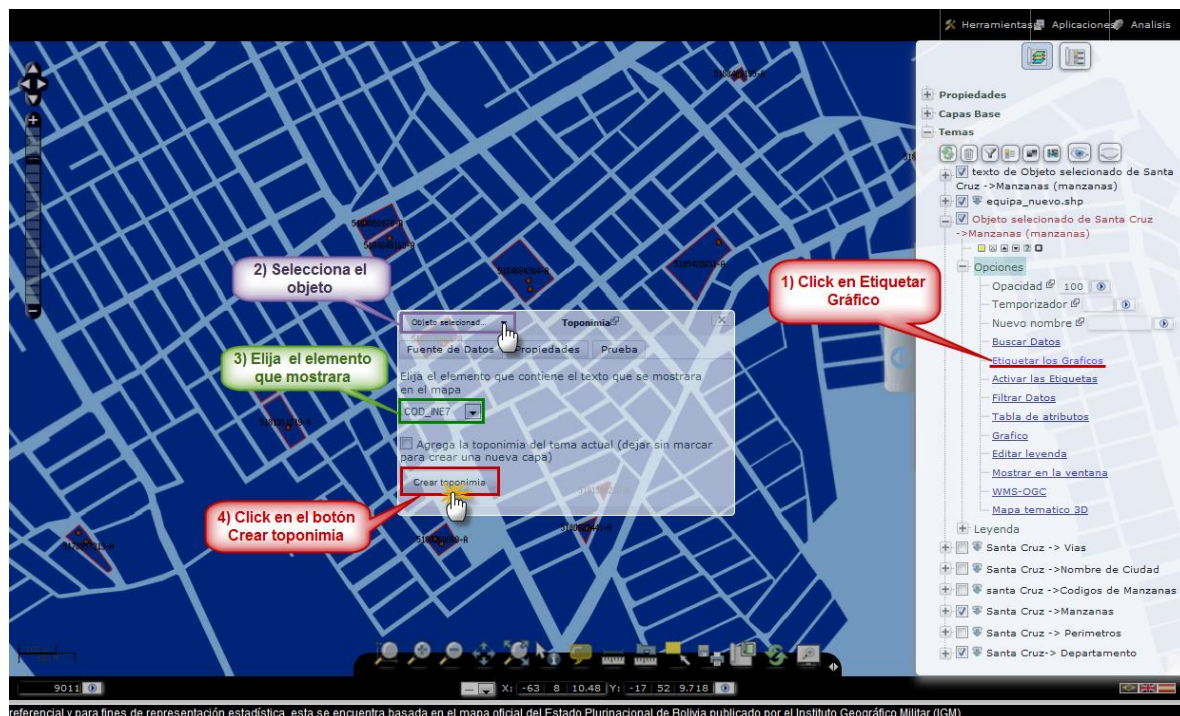 Herramientas
Aplicaciones
Analisis
Propiedades
Capas Base
Temas
texto de Objeto selecionado de Santa
Cruz ->Manzanas (manzanas)
equipa_nuevo.shp
Objeto selecionado de Santa Cruz
->Manzanas (manzanas)
Opciones
Opacidad 100
Temporizador
Nuevo nombre
Buscar Datos
Etiquetar los Graficos
Activar las Etiquetas
Filtrar Datos
Tabla de atributos
Grafico
Editar leyenda
Mostrar en la ventana
WMS-OGC
Mapa tematico 3D
Leyenda
Santa Cruz -> Vias
Santa Cruz ->Nombre de Ciudad
santa Cruz ->Codigos de Manzanas
Santa Cruz ->Manzanas
Santa Cruz -> Perimetros
Santa Cruz-> Departamento
1) Click en Etiquetar
Gráfico
2) Selecciona el
objeto
3) Elija el elemento
que mostrara
4) Click en el botón
Crear toponimia
Objeto selecionad...
Toponimia
Fuente de Datos
Propiedades
Prueba
Elija el elemento que contiene el texto que se mostrara
en el mapa
COD_INE7
Agrega la toponimia del tema actual (dejar sin marcar
para crear una nueva capa)
Crear toponimia
9011
X: -63 8 10.48 Y: -17 52 9.718
referencial y para fines de representación estadística, esta se encuentra basada en el mapa oficial del Estado Plurinacional de Bolivia publicado por el Instituto Geográfico Militar (IGM)